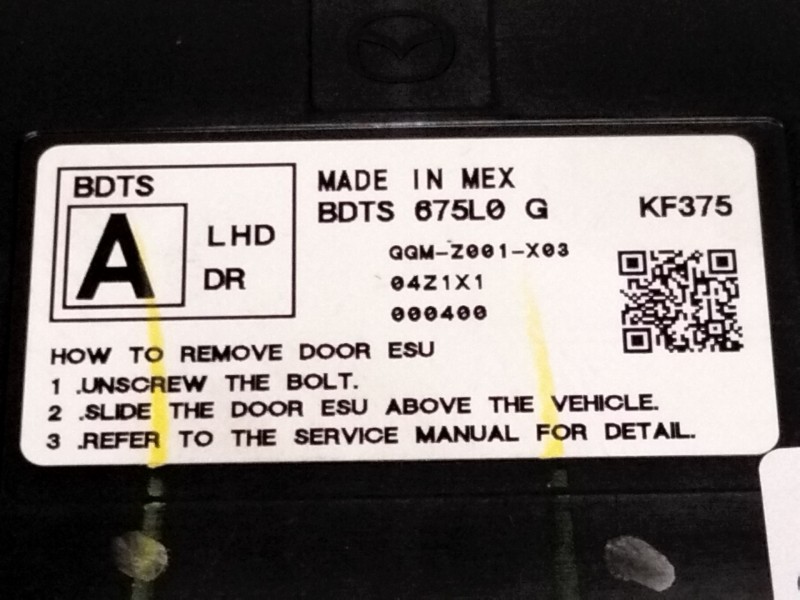 BDTS
A
LHD
DR
MADE IN MEX
BDTS 675L0 G
KF375
GQM-Z001-X03
04Z1X1
000400
HOW TO REMOVE DOOR ESU
1 .UNSCREW THE BOLT.
2 .SLIDE THE DOOR ESU ABOVE THE VEHICLE.
3 .REFER TO THE SERVICE MANUAL FOR DETAIL.